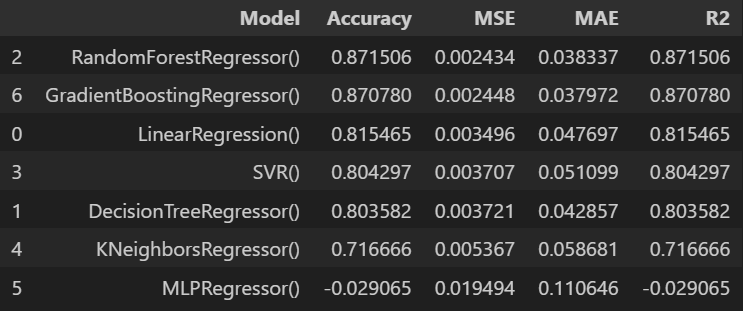 Model Accuracy MSE MAE R2
2 RandomForestRegressor() 0.871506 0.002434 0.038337 0.871506
6 GradientBoostingRegressor() 0.870780 0.002448 0.037972 0.870780
0 LinearRegression() 0.815465 0.003496 0.047697 0.815465
3 SVR() 0.804297 0.003707 0.051099 0.804297
1 DecisionTreeRegressor() 0.803582 0.003721 0.042857 0.803582
4 KNeighborsRegressor() 0.716666 0.005367 0.058681 0.716666
5 MLPRegressor() -0.029065 0.019494 0.110646 -0.029065